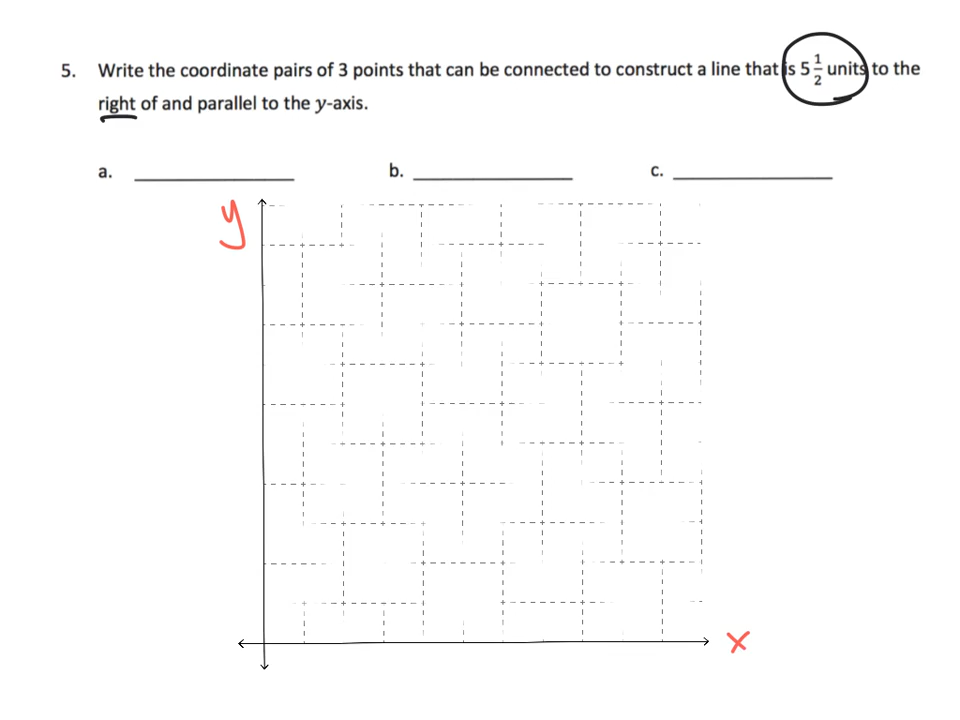 5. Write the coordinate pairs of 3 points that can be connected to construct a line that is 5 1/2 units to the
right of and parallel to the y-axis.
a. ____________ b. ____________ c. ____________
y
x